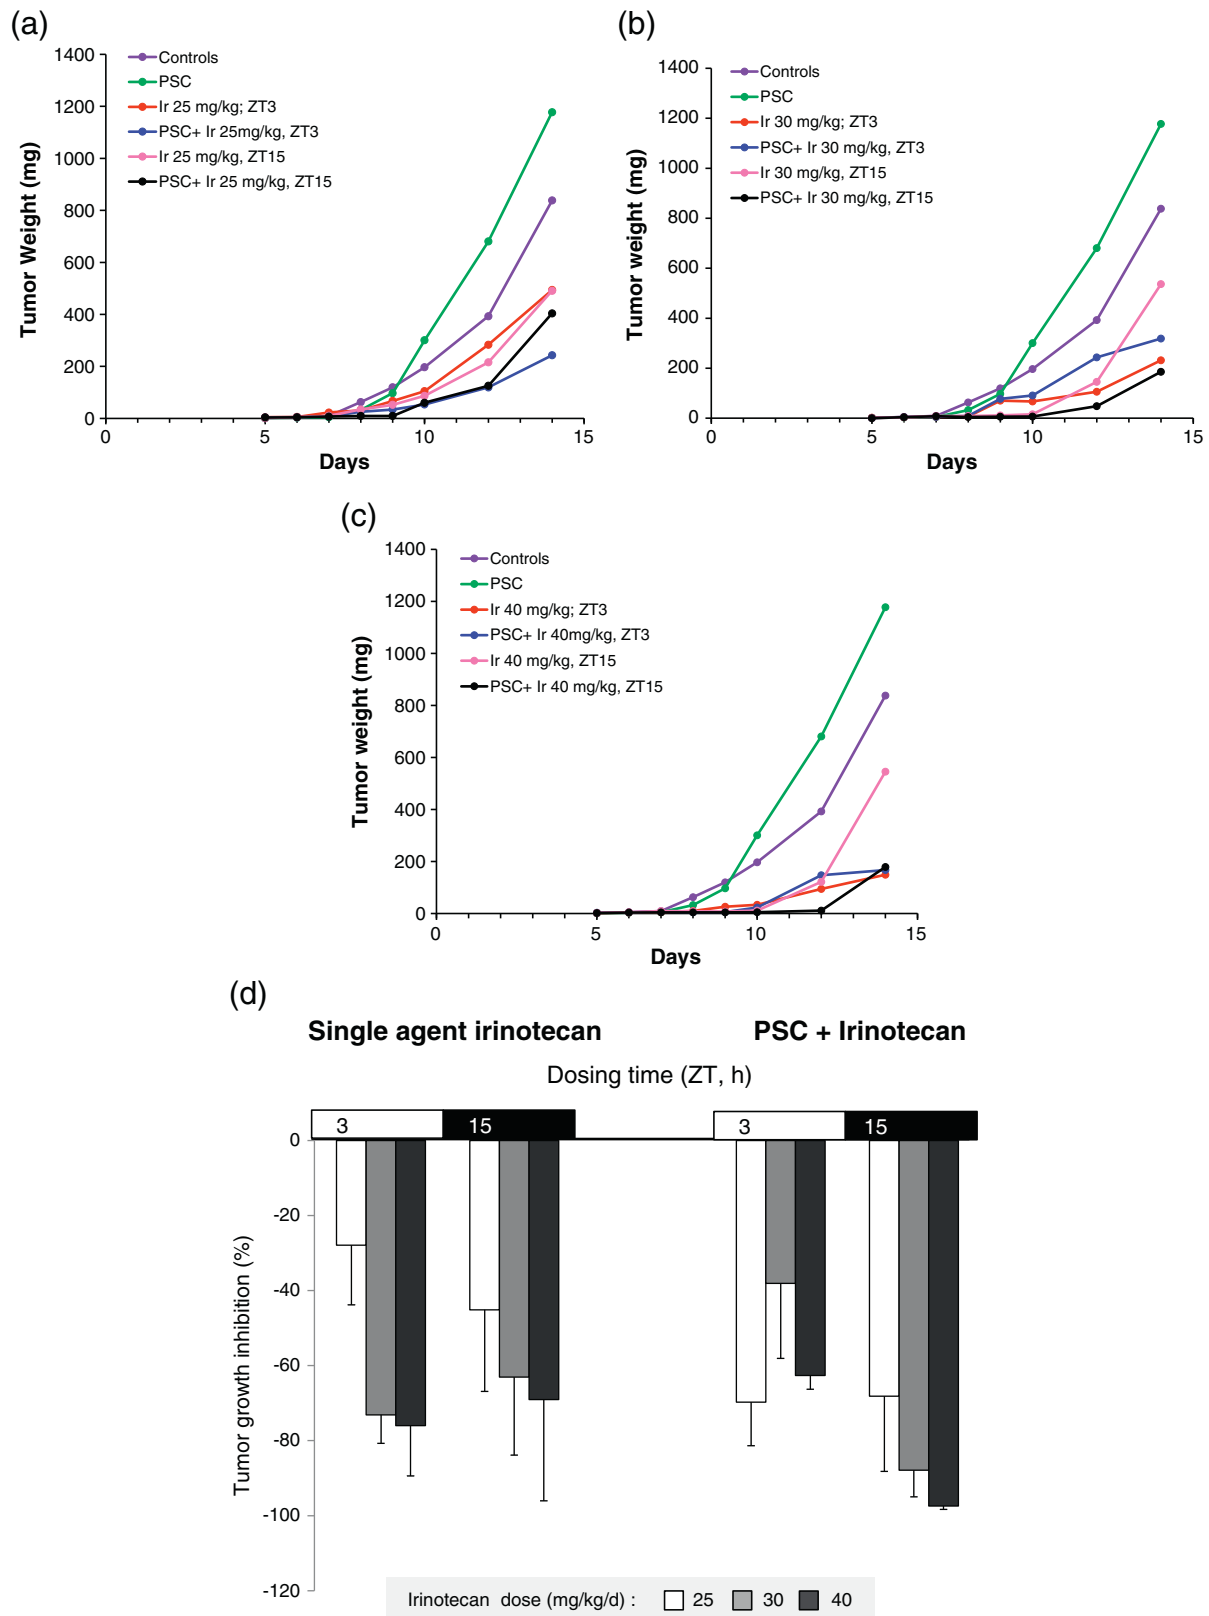 (a)
1400
1200
1000
800
600
400
200
0
Tumor Weight (mg)
Controls
PSC
Ir 25 mg/kg; ZT3
PSC+ Ir 25mg/kg, ZT3
Ir 25 mg/kg, ZT15
PSC+ Ir 25 mg/kg, ZT15
0
5
10
15
Days
(b)
1400
1200
1000
800
600
400
200
0
Tumor weight (mg)
Controls
PSC
Ir 30 mg/kg; ZT3
PSC+ Ir 30 mg/kg, ZT3
Ir 30 mg/kg, ZT15
PSC+ Ir 30 mg/kg, ZT15
0
5
10
15
Days
(c)
1400
1200
1000
800
600
400
200
0
Tumor weight (mg)
Controls
PSC
Ir 40 mg/kg; ZT3
PSC+ Ir 40mg/kg, ZT3
Ir 40 mg/kg, ZT15
PSC+ Ir 40 mg/kg, ZT15
0
5
10
15
Days
(d)
Single agent irinotecan
PSC + Irinotecan
Dosing time (ZT, h)
3
15
3
15
0
-20
-40
-60
-80
-100
-120
Tumor growth inhibition (%)
Irinotecan dose (mg/kg/d) : 25 30 40